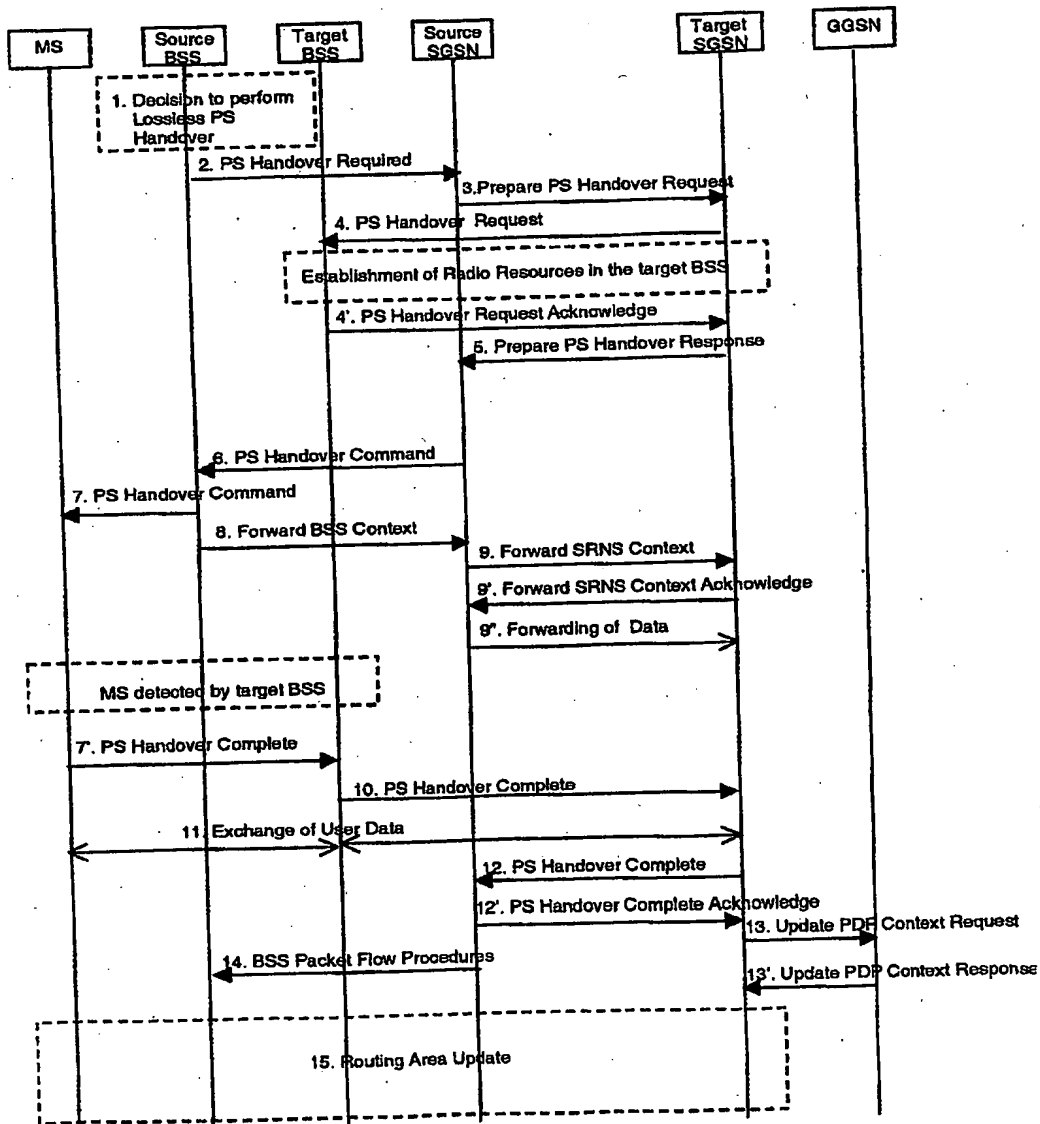 MS
Source
BSS
Target
BSS
Source
SGSN
Target
SGSN
GGSN
1. Decision to perform
Lossless PS
Handover
2. PS Handover Required
3.Prepare PS Handover Request
4. PS Handover Request
Establishment of Radio Resources in the target BSS
4'. PS Handover Request Acknowledge
5. Prepare PS Handover Response
6. PS Handover Command
7. PS Handover Command
8. Forward BSS Context
9. Forward SRNS Context
9'. Forward SRNS Context Acknowledge
9". Forwarding of Data
MS detected by target BSS
7'. PS Handover Complete
10. PS Handover Complete
11. Exchange of User Data
12. PS Handover Complete
12'. PS Handover Complete Acknowledge
13. Update PDP Context Request
14. BSS Packet Flow Procedures
13'. Update PDP Context Response
15. Routing Area Update